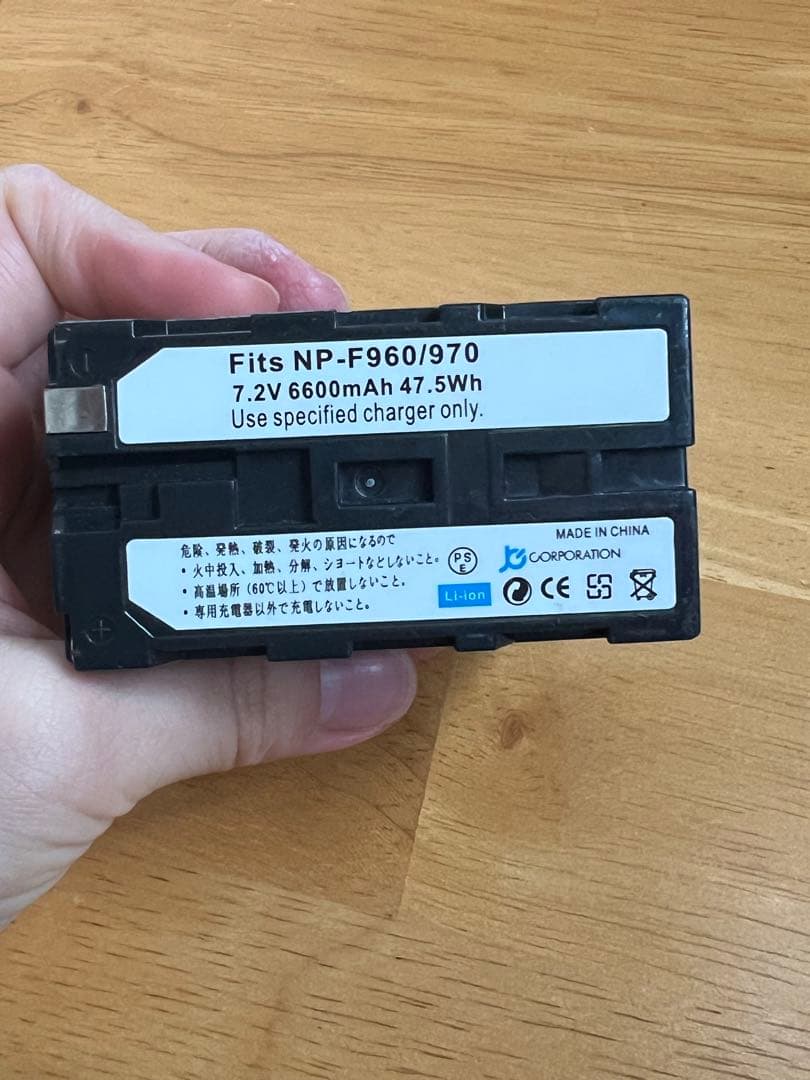 Fits NP-F960/970
7.2V 6600mAh 47.5Wh
Use specified charger only.
危険、発熱、破裂、発火の原因になるので
・火中投入、加熱、分解、ショートなどしないこと。
・高温場所（60℃以上）で放置しないこと。
・専用充電器以外で充電しないこと。
PS
E
MADE IN CHINA
CORPORATION
Li-ion
CE